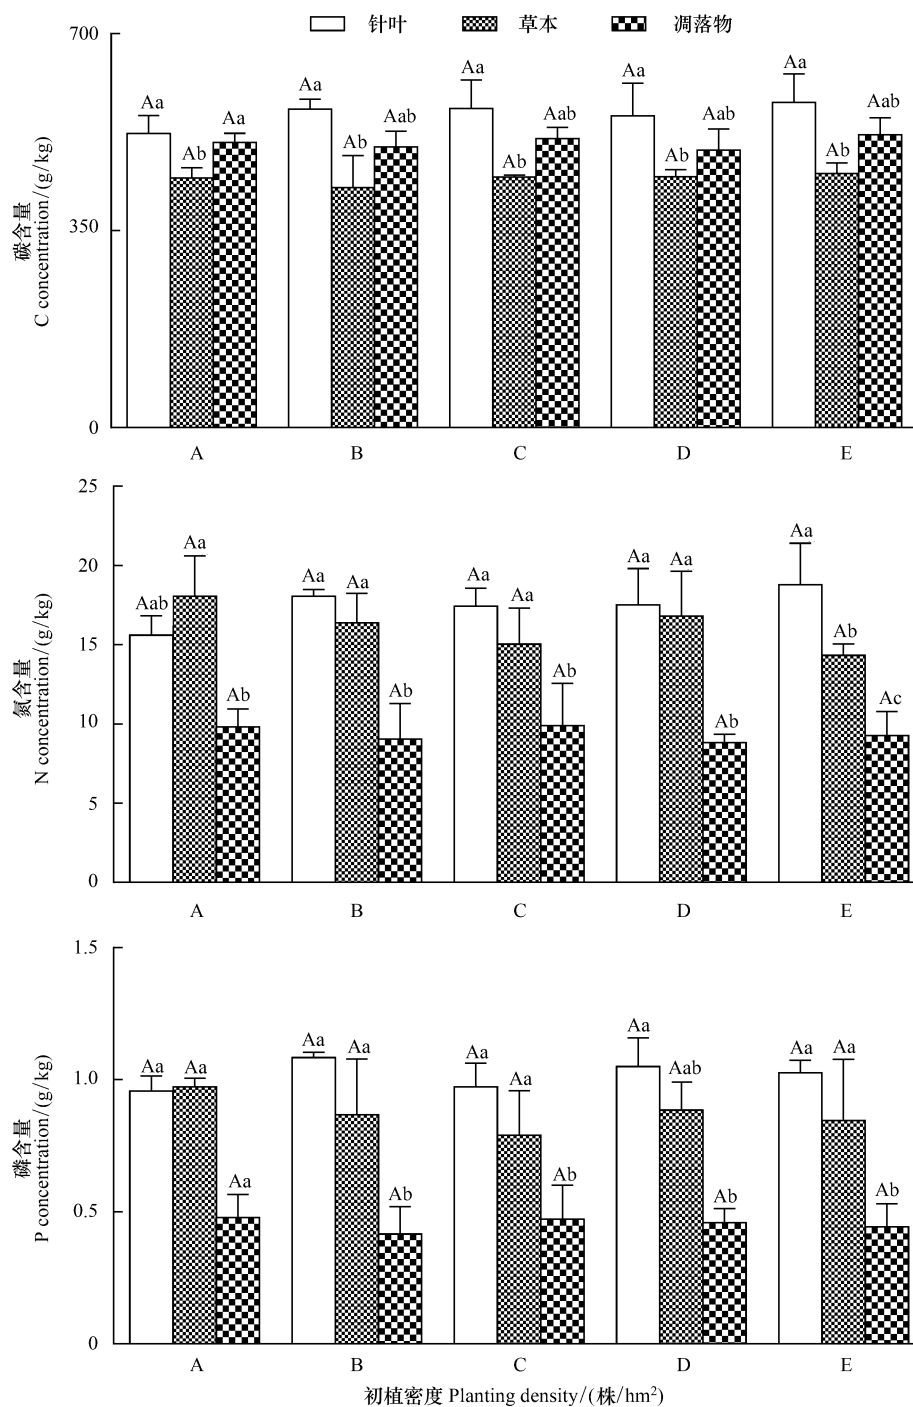 针叶 草本 凋落物
碳含量
C concentration/(g/kg)
700
350
0
Aa Ab Aa Aa Ab Aab Aa Ab Aab Aa Ab Aab Aa Ab Aab
A B C D E
氮含量
N concentration/(g/kg)
25
20
15
10
5
0
Aab Aa Ab Aa Aa Ab Aa Aa Ab Aa Aa Ab Aa Ab Ac
A B C D E
磷含量
P concentration/(g/kg)
1.5
1.0
0.5
0
Aa Aa Aa Aa Aa Ab Aa Aa Ab Aa Aab Ab Aa Aa Ab
A B C D E
初植密度 Planting density/(株/hm²)